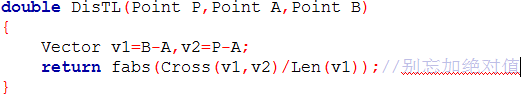 double DisTL(Point P,Point A,Point B)
{
    Vector v1=B-A,v2=P-A;
    return fabs(Cross(v1,v2)/Len(v1));//别忘加绝对值
}